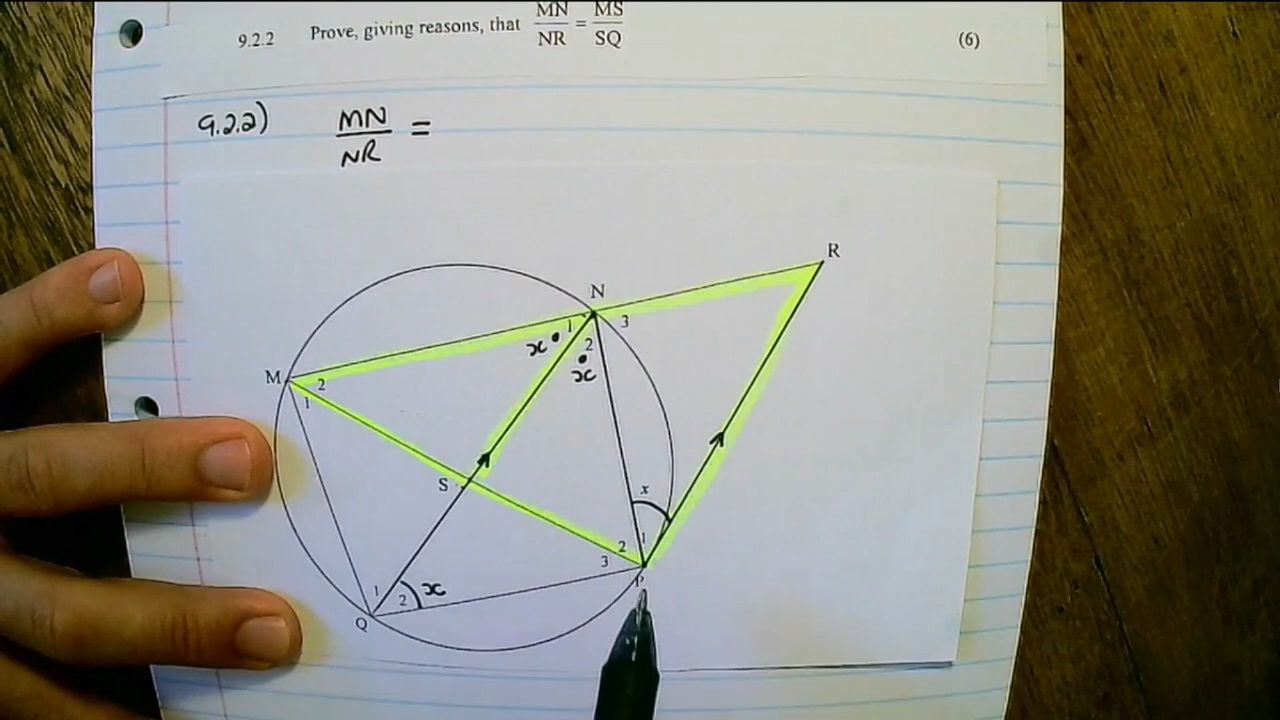 9.2.2 Prove, giving reasons, that MN/NR = MS/SQ (6)
9.2.2) MN/NR =
R
N
1 3
x 2
x
M 2
1
S
x
2 1
3
P
1 x
2
Q